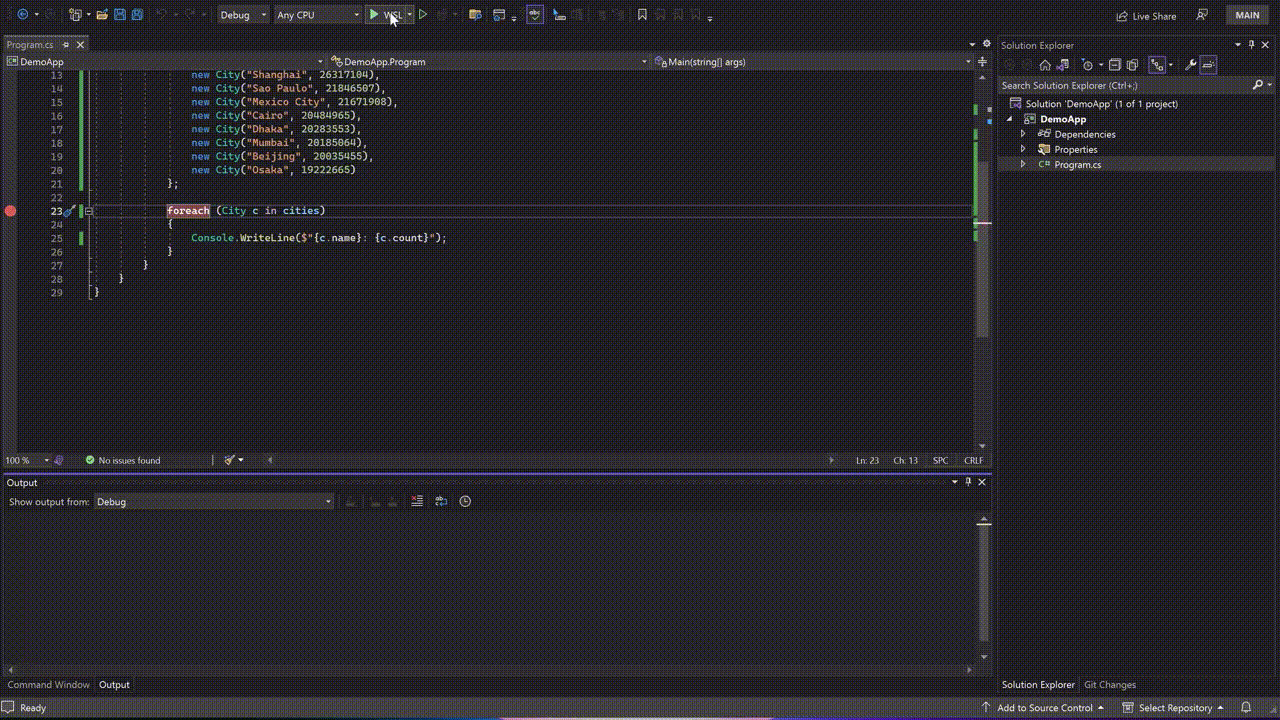 Debug Any CPU WSL Live Share MAIN
Program.cs
DemoApp DemoApp.Program Main(string[] args)
13 new City("Shanghai", 26317104),
14 new City("Sao Paulo", 21846507),
15 new City("Mexico City", 21671908),
16 new City("Cairo", 20484965),
17 new City("Dhaka", 20283553),
18 new City("Mumbai", 20185064),
19 new City("Beijing", 20035455),
20 new City("Osaka", 19222665)
21 };
22
23 foreach (City c in cities)
24 {
25 Console.WriteLine($"{c.name}: {c.count}");
26 }
27 }
28 }
29 }
100 % No issues found Ln: 23 Ch: 13 SPC CRLF
Output
Show output from: Debug
Command Window Output
Solution Explorer
Search Solution Explorer (Ctrl+;)
Solution 'DemoApp' (1 of 1 project)
DemoApp
Dependencies
Properties
C# Program.cs
Solution Explorer Git Changes
Ready Add to Source Control Select Repository